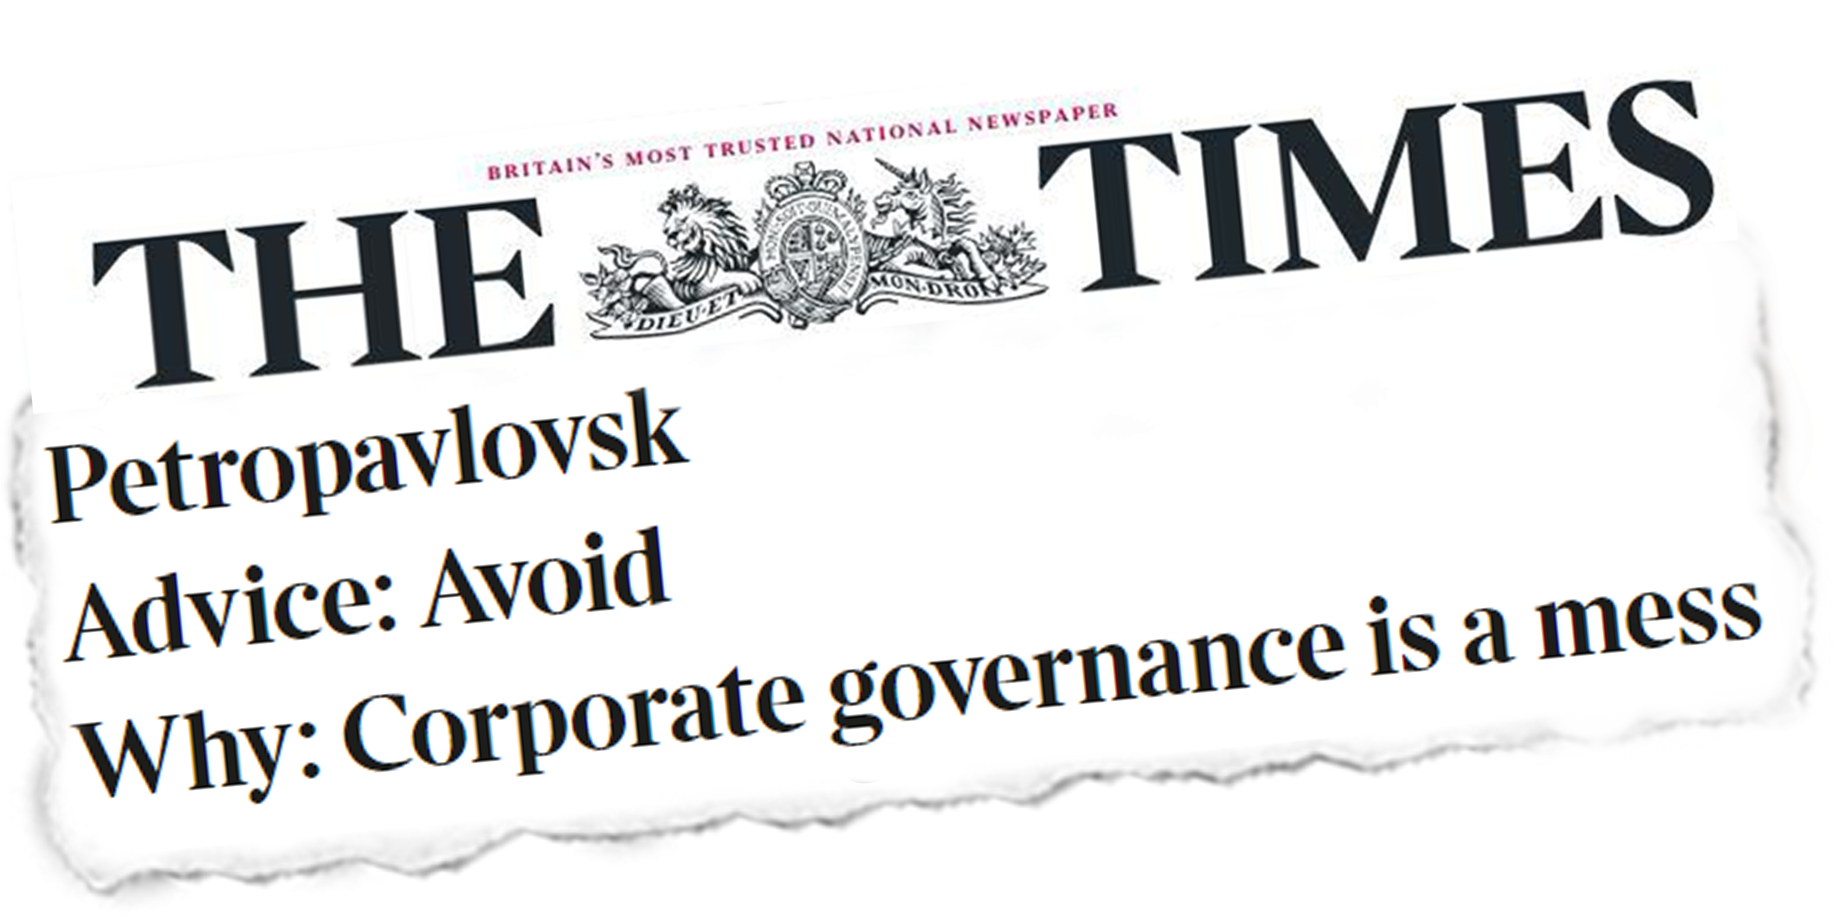 BRITAIN'S MOST TRUSTED NATIONAL NEWSPAPER
THE TIMES
DIEU·ET MON·DROIT
Petropavlovsk
Advice: Avoid
Why: Corporate governance is a mess